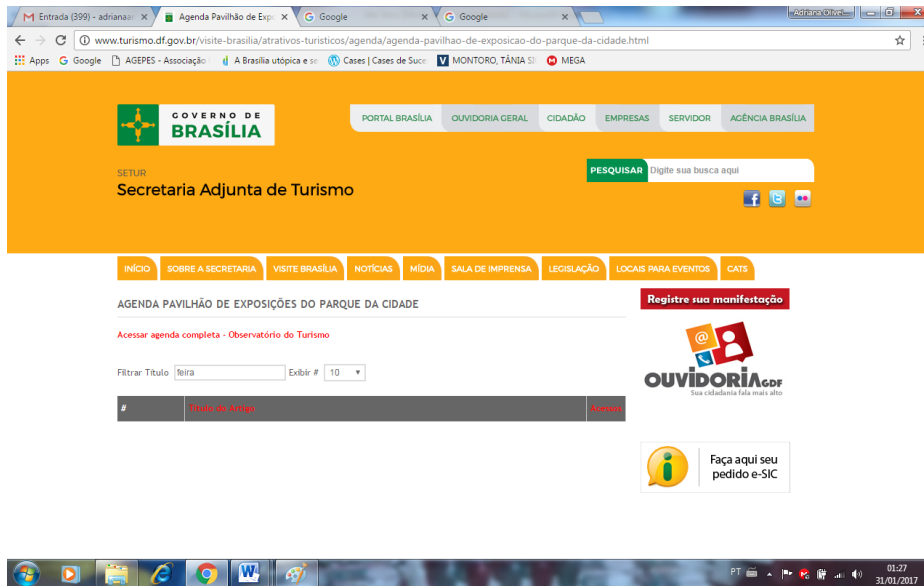 Entrada (399) - adrianaar
Agenda Pavilhão de Expo
Google
Google
Adriana Olivei...
www.turismo.df.gov.br/visite-brasilia/atrativos-turisticos/agenda/agenda-pavilhao-de-exposicao-do-parque-da-cidade.html
Apps Google AGEPES - Associação A Brasília utópica e se Cases | Cases de Suce MONTORO, TÂNIA SI MEGA
GOVERNO DE
BRASÍLIA
PORTAL BRASÍLIA OUVIDORIA GERAL CIDADÃO EMPRESAS SERVIDOR AGÊNCIA BRASÍLIA
SETUR
Secretaria Adjunta de Turismo
PESQUISAR Digite sua busca aqui
INÍCIO SOBRE A SECRETARIA VISITE BRASÍLIA NOTÍCIAS MÍDIA SALA DE IMPRENSA LEGISLAÇÃO LOCAIS PARA EVENTOS CATS
AGENDA PAVILHÃO DE EXPOSIÇÕES DO PARQUE DA CIDADE
Acessar agenda completa - Observatório do Turismo
Filtrar Título feira Exibir # 10
# Título do Artigo Acessos
Registre sua manifestação
OUVIDORIAGDF
Sua cidadania fala mais alto
Faça aqui seu
pedido e-SIC
PT
01:27
31/01/2017